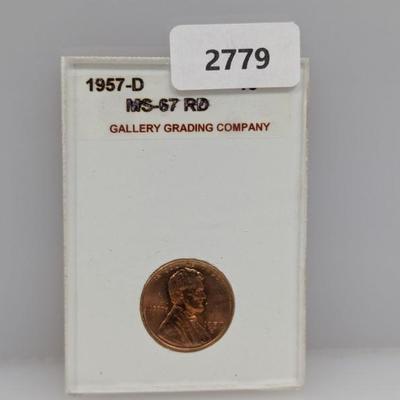 2779
1957-D
MS-67 RD
GALLERY GRADING COMPANY